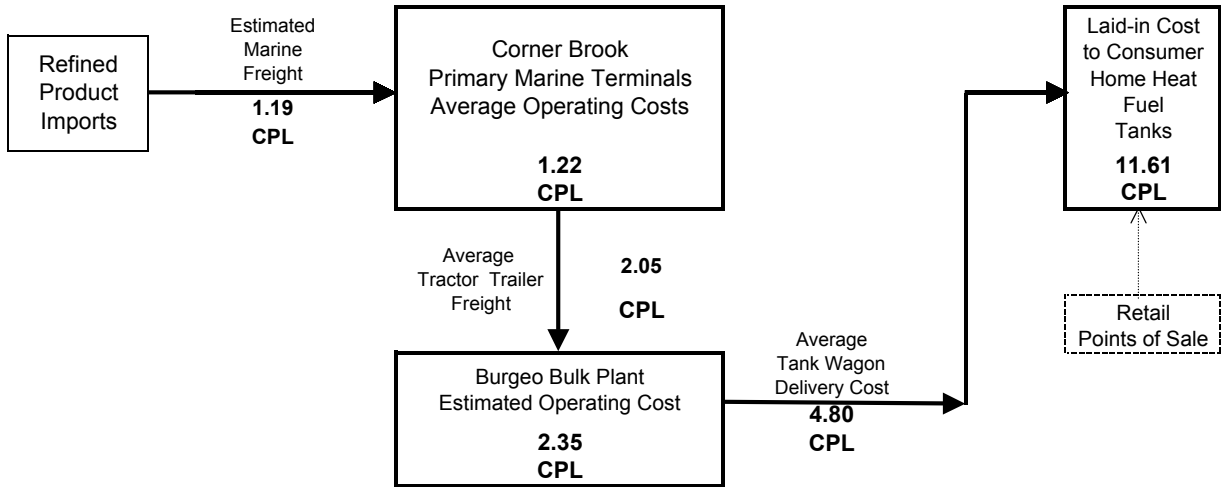 Refined
Product
Imports
Estimated
Marine
Freight
1.19
CPL
Corner Brook
Primary Marine Terminals
Average Operating Costs
1.22
CPL
Average
Tractor Trailer
Freight
2.05
CPL
Burgeo Bulk Plant
Estimated Operating Cost
2.35
CPL
Average
Tank Wagon
Delivery Cost
4.80
CPL
Laid-in Cost
to Consumer
Home Heat
Fuel
Tanks
11.61
CPL
Retail
Points of Sale